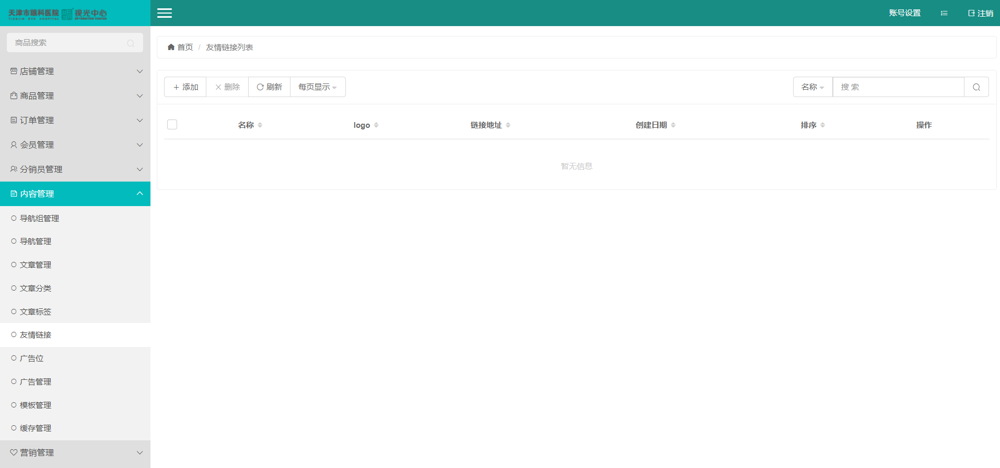 天津市眼科医院 视光中心
TIANJIN EYE HOSPITAL OPTOMETRIC CENTER
账号设置
注销
商品搜索
店铺管理
商品管理
订单管理
会员管理
分销员管理
内容管理
导航组管理
导航管理
文章管理
文章分类
文章标签
友情链接
广告位
广告管理
模板管理
缓存管理
营销管理
首页 / 友情链接列表
添加 删除 刷新 每页显示 名称 搜 索
名称 logo 链接地址 创建日期 排序 操作
暂无信息